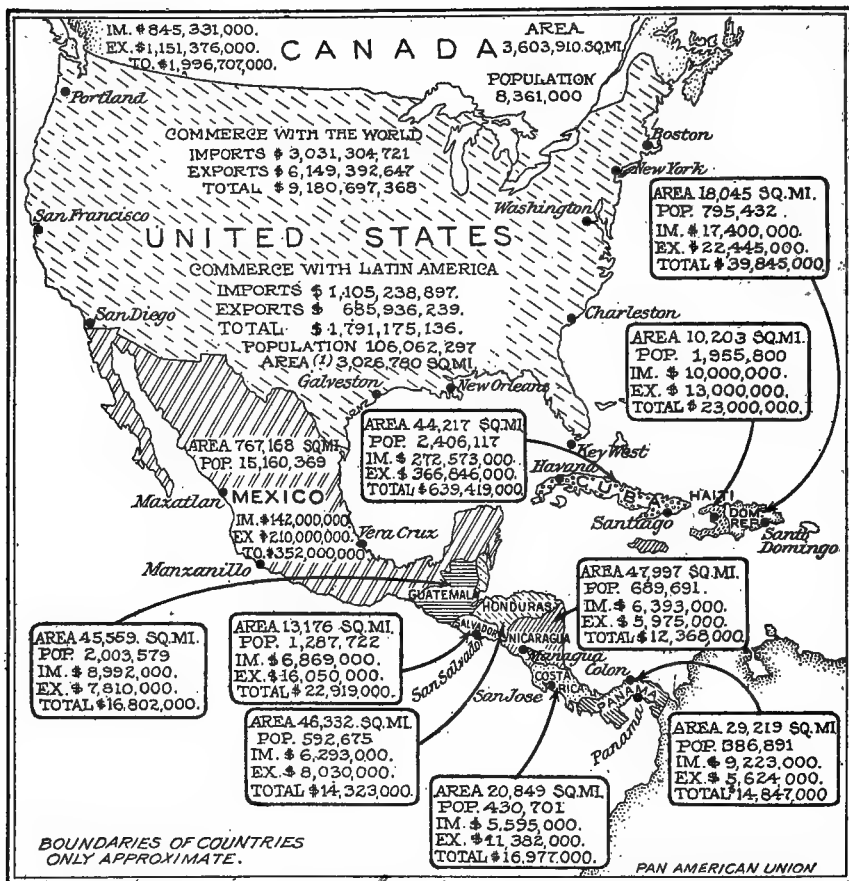 IM. $845,331,000.
EX. $1,151,376,000.
TO. $1,996,707,000.
CANADA
AREA
3,603,910 SQ.MI.
POPULATION
8,361,000
Portland
COMMERCE WITH THE WORLD
IMPORTS $3,031,304,721
EXPORTS $6,149,392,647
TOTAL $9,180,697,368
Boston
New York
Washington
San Francisco
UNITED STATES
COMMERCE WITH LATIN AMERICA
IMPORTS $1,105,238,897.
EXPORTS $ 685,936,239.
TOTAL $1,791,175,136.
POPULATION 106,062,297
AREA (1) 3,026,780 SQ.MI.
San Diego
Charleston
Galveston
New Orleans
Key West
AREA 18,045 SQ.MI.
POP. 795,432.
IM. $17,400,000.
EX. $22,445,000.
TOTAL $39,845,000
AREA 10,203 SQ.MI.
POP. 1,955,800
IM. $10,000,000.
EX. $13,000,000.
TOTAL $23,000,000.
AREA 44,217 SQ.MI.
POP. 2,406,117
IM. $272,573,000.
EX. $366,846,000.
TOTAL $639,419,000
AREA 767,168 SQ.MI.
POP. 15,160,369
MEXICO
IM. $142,000,000
EX $210,000,000
TO. $352,000,000
Mazatlan
Vera Cruz
Manzanillo
Havana
CUBA
Santiago
HAITI
DOM.
REP.
Santo
Domingo
GUATEMALA
HONDURAS
SALVADOR
NICARAGUA
Managua
San Salvador
San Jose
COSTA
RICA
Colon
PANAMA
Panama
AREA 47,997 SQ.MI.
POP. 689,691.
IM. $ 6,393,000.
EX. $ 5,975,000.
TOTAL $12,368,000.
AREA 45,559. SQ.MI.
POP. 2,003,579
IM. $8,992,000.
EX. $7,810,000.
TOTAL $16,802,000.
AREA 13,176 SQ.MI.
POP. 1,287,722
IM. $6,869,000.
EX. $16,050,000.
TOTAL $22,919,000.
AREA 46,332 SQ.MI.
POP. 592,675
IM. $6,293,000.
EX. $8,030,000.
TOTAL $14,323,000.
AREA 20,849 SQ.MI.
POP. 430,701
IM. $ 5,595,000.
EX. $11,382,000.
TOTAL $16,977,000.
AREA 29,219 SQ.MI.
POP. 386,891
IM. $9,223,000.
EX. $5,624,000.
TOTAL $14,847,000
BOUNDARIES OF COUNTRIES
ONLY APPROXIMATE.
PAN AMERICAN UNION